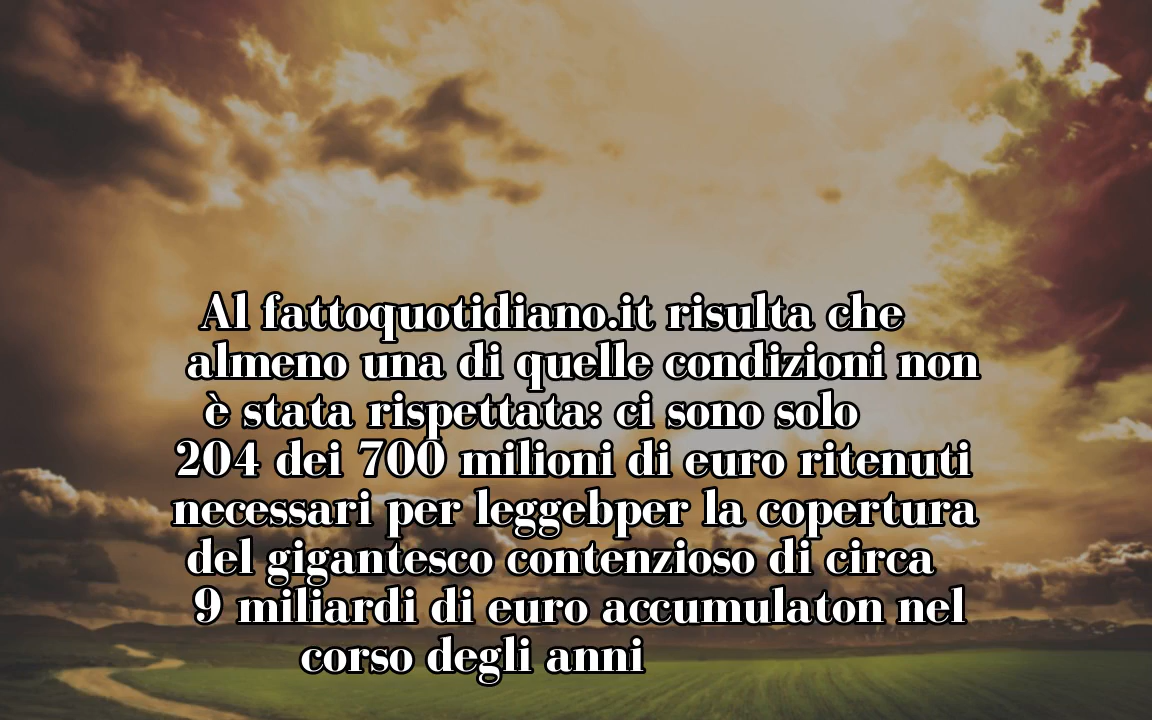 Al fattoquotidiano.it risulta che
almeno una di quelle condizioni non
è stata rispettata: ci sono solo
204 dei 700 milioni di euro ritenuti
necessari per leggebper la copertura
del gigantesco contenzioso di circa
9 miliardi di euro accumulaton nel
corso degli anni